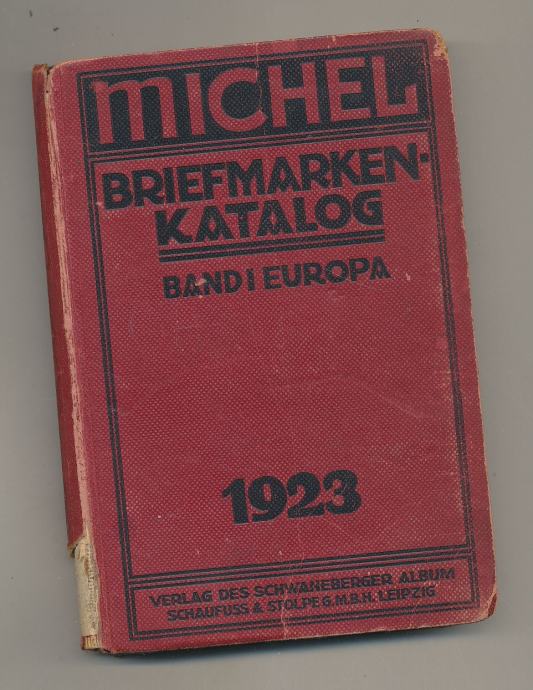 MICHEL
BRIEFMARKEN-
KATALOG
BAND I EUROPA
1923
VERLAG DES SCHWANEBERGER ALBUM
SCHAUFUSS & STOLPE G.M.B.H. LEIPZIG